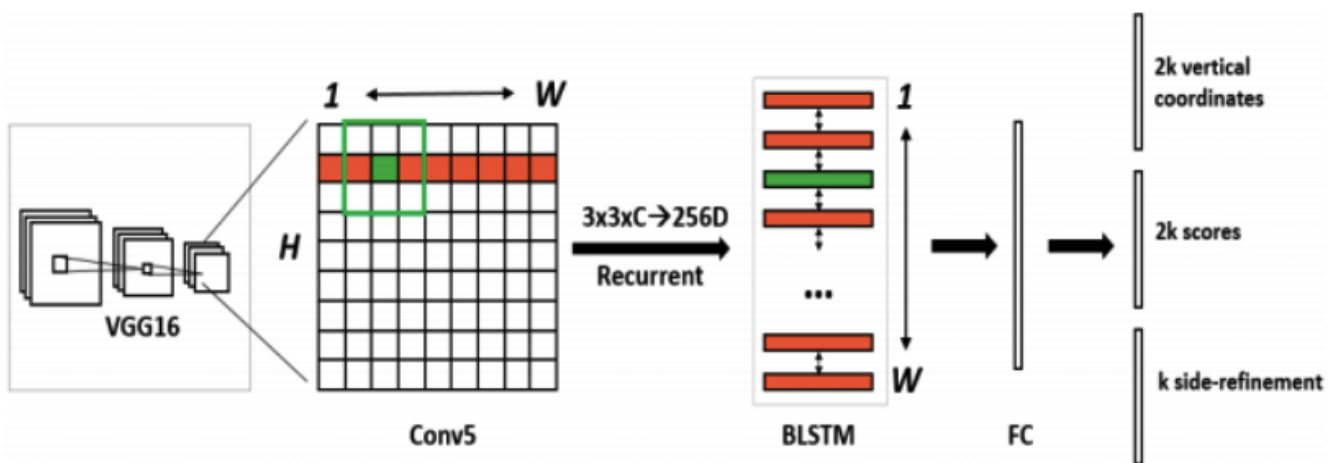 1
W
H
VGG16
Conv5
3x3xC→256D
Recurrent
1
...
W
BLSTM
FC
2k vertical
coordinates
2k scores
k side-refinement